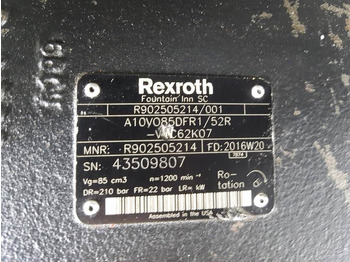 Rexroth
Fountain Inn SC
R902505214/001
A10VO85DFR1/52R
MNR: R902505214 FD:2016W20
7874
SN: 43509807
Vg=85 cm3 n=1200 min⁻¹ Ro-
DR=210 bar FR=22 bar LR= kW tation
Assembled in the USA